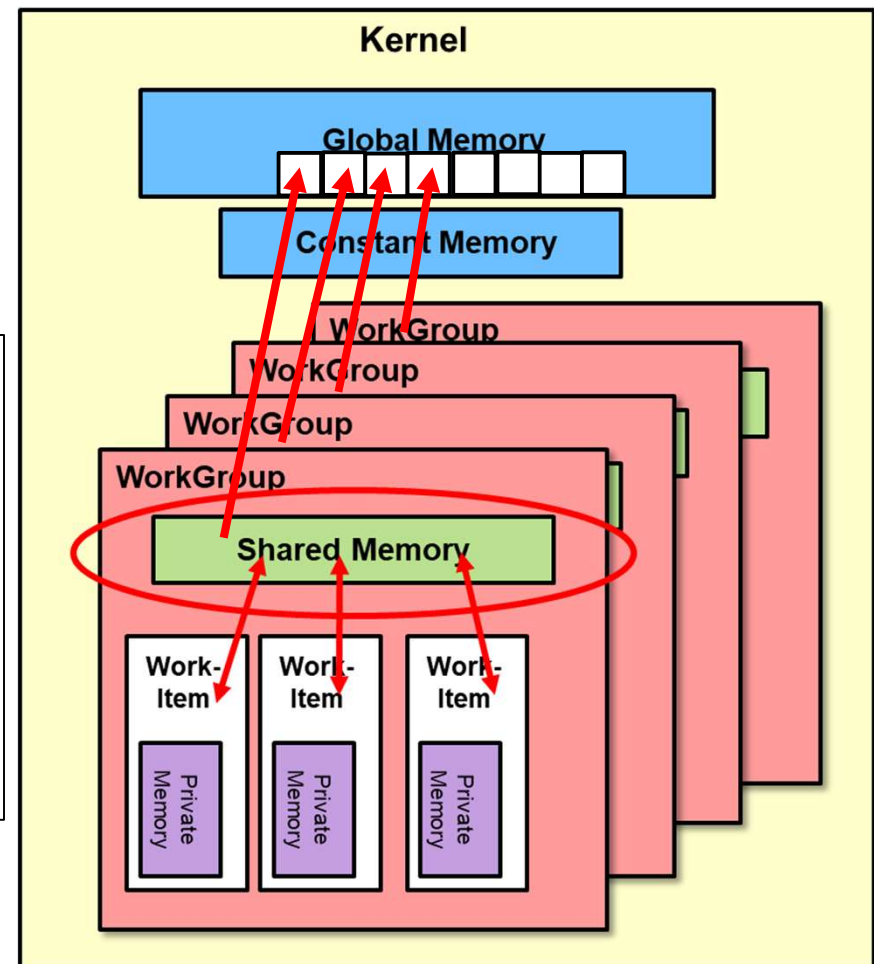 Kernel
Global Memory
Constant Memory
WorkGroup
WorkGroup
WorkGroup
WorkGroup
Shared Memory
Work-
Item
Work-
Item
Work-
Item
Private
Memory
Private
Memory
Private
Memory